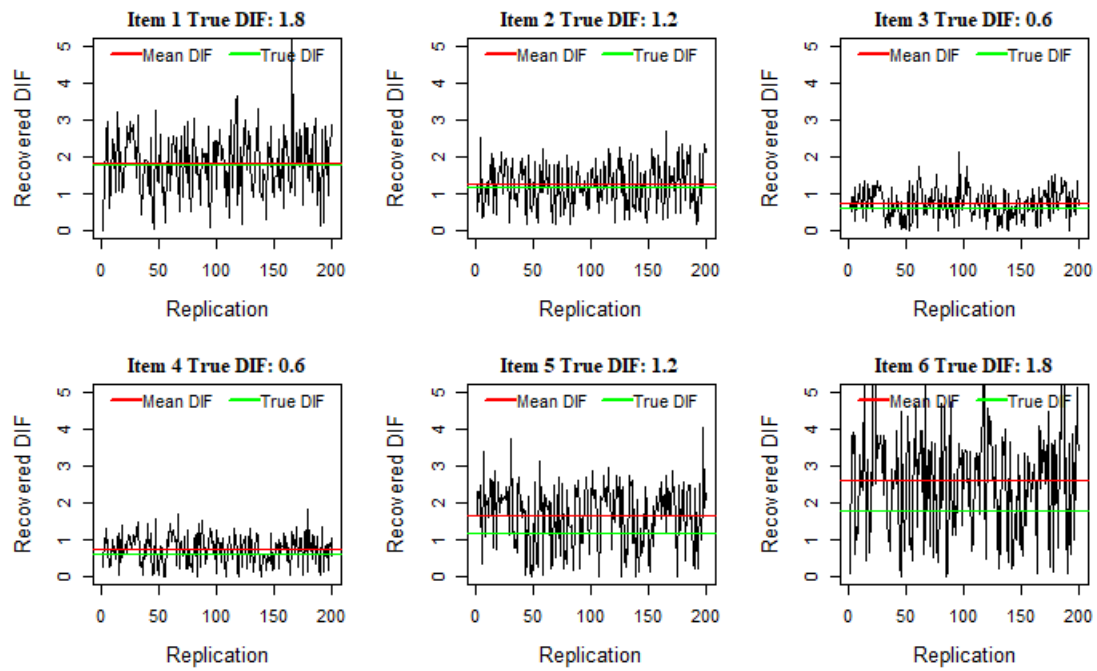 Item 1 True DIF: 1.8
Mean DIF True DIF
5
4
3
2
1
0
Recovered DIF
0 50 100 150 200
Replication
Item 2 True DIF: 1.2
Mean DIF True DIF
5
4
3
2
1
0
Recovered DIF
0 50 100 150 200
Replication
Item 3 True DIF: 0.6
Mean DIF True DIF
5
4
3
2
1
0
Recovered DIF
0 50 100 150 200
Replication
Item 4 True DIF: 0.6
Mean DIF True DIF
5
4
3
2
1
0
Recovered DIF
0 50 100 150 200
Replication
Item 5 True DIF: 1.2
Mean DIF True DIF
5
4
3
2
1
0
Recovered DIF
0 50 100 150 200
Replication
Item 6 True DIF: 1.8
Mean DIF True DIF
5
4
3
2
1
0
Recovered DIF
0 50 100 150 200
Replication